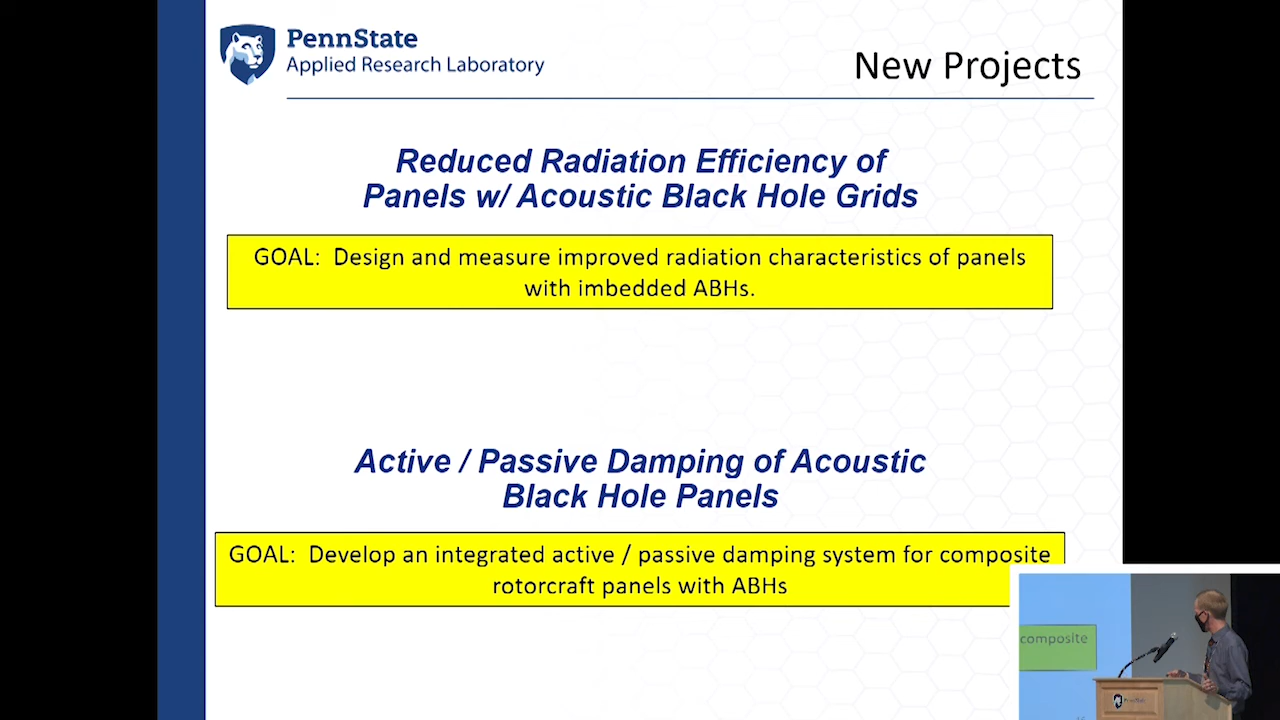 PennState
Applied Research Laboratory
New Projects
Reduced Radiation Efficiency of
Panels w/ Acoustic Black Hole Grids
GOAL: Design and measure improved radiation characteristics of panels
with imbedded ABHs.
Active / Passive Damping of Acoustic
Black Hole Panels
GOAL: Develop an integrated active / passive damping system for composite
rotorcraft panels with ABHs
composite
PennState